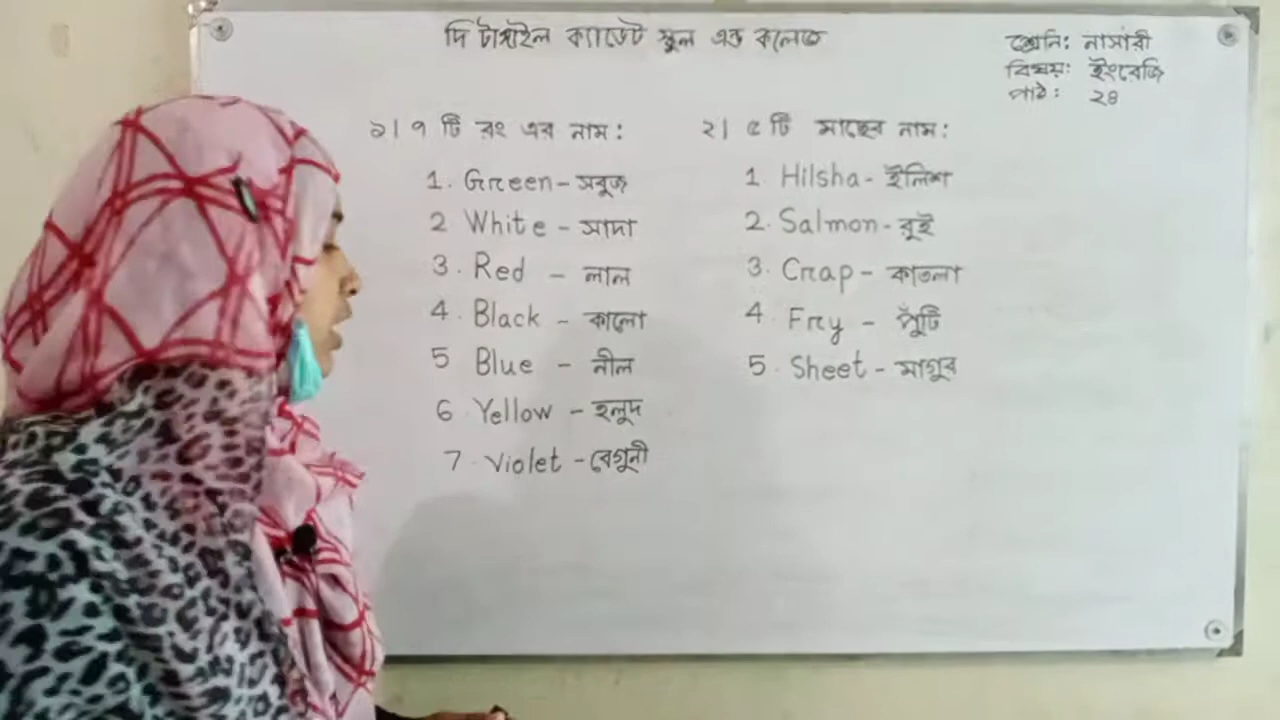 দি টাঙ্গাইল ক্যাডেট স্কুল এন্ড কলেজ
শ্রেনি: নার্সারী
বিষয়: ইংরেজি
পাঠ: ২৪
১। ৭ টি রং এর নাম:
1. Green - সবুজ
2. White - সাদা
3. Red - লাল
4. Black - কালো
5. Blue - নীল
6. Yellow - হলুদ
7. Violet - বেগুনী
২। ৫ টি মাছের নাম:
1. Hilsha - ইলিশ
2. Salmon - রুই
3. Crap - কাতলা
4. Fry - পুঁটি
5. Sheet - মাগুর